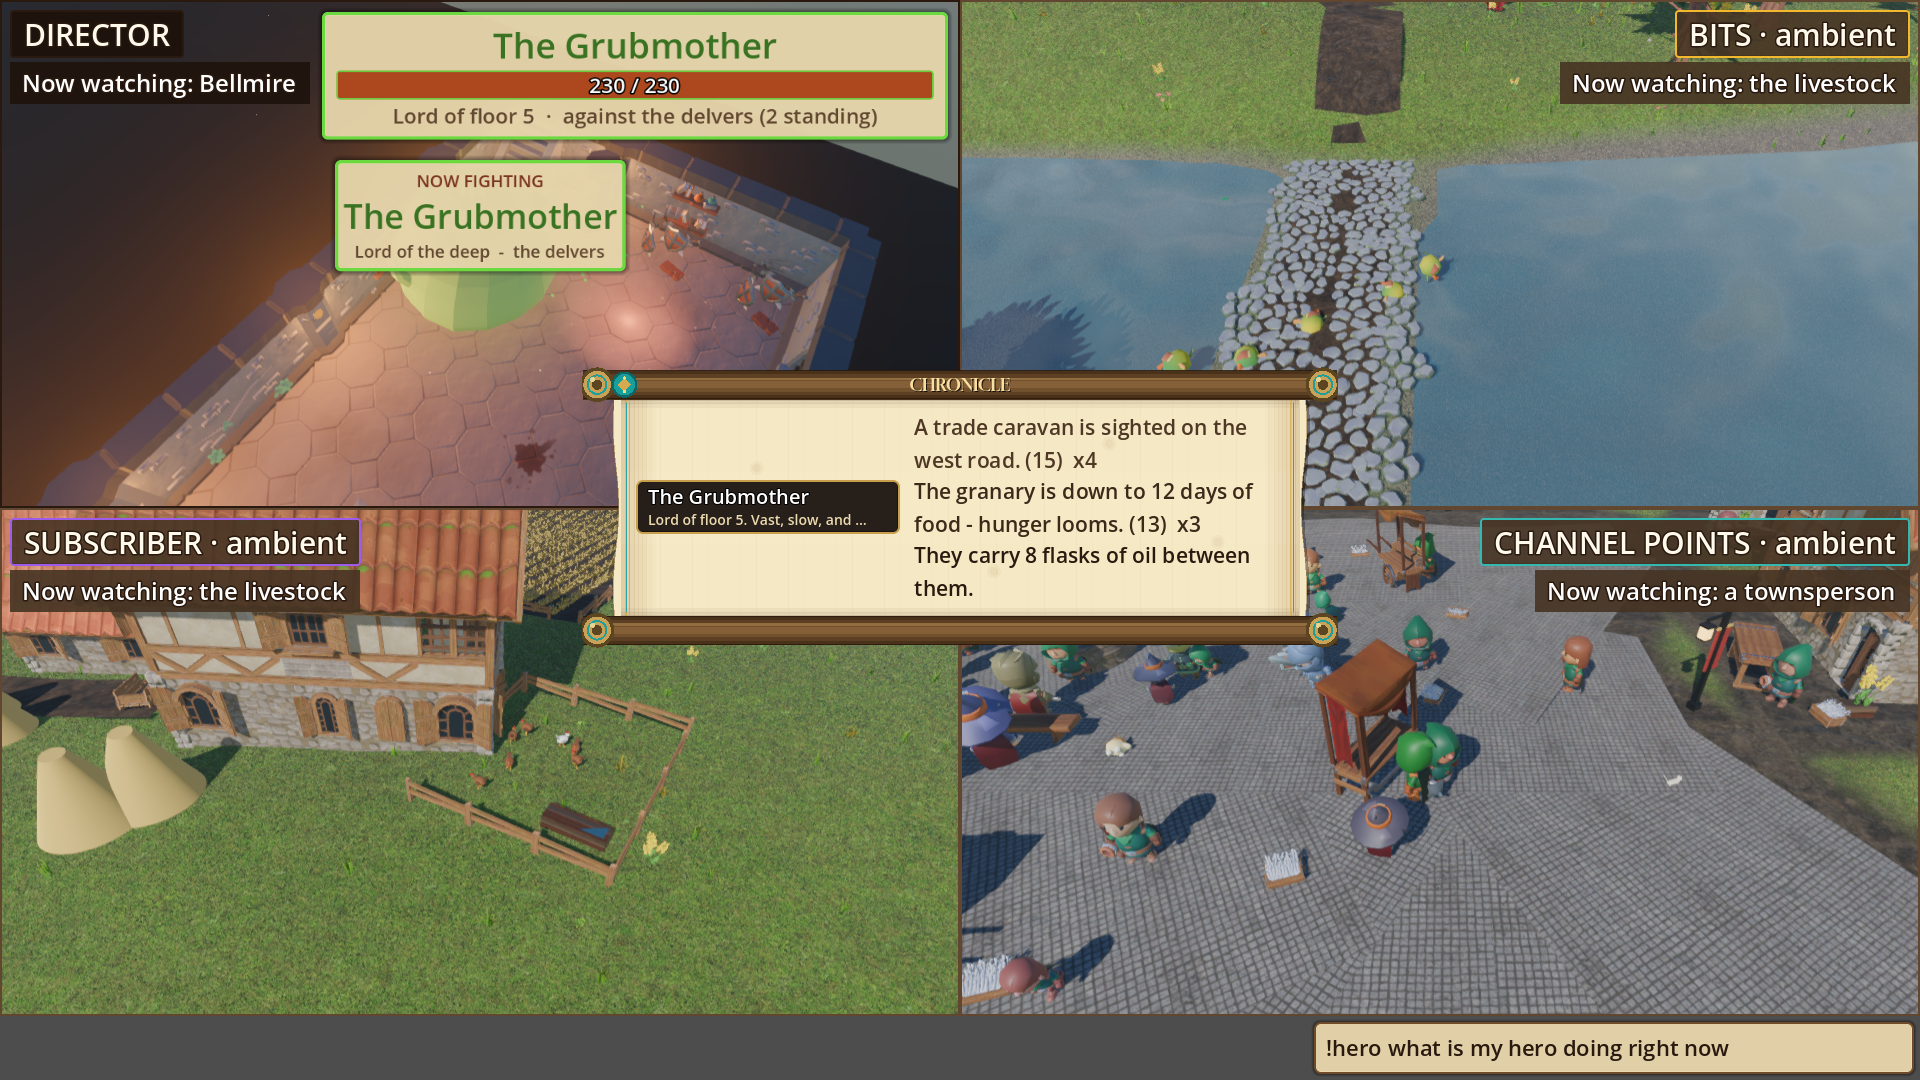 DIRECTOR
Now watching: Bellmire
The Grubmother
230 / 230
Lord of floor 5 · against the delvers (2 standing)
NOW FIGHTING
The Grubmother
Lord of the deep - the delvers
BITS · ambient
Now watching: the livestock
CHRONICLE
The Grubmother
Lord of floor 5. Vast, slow, and ...
A trade caravan is sighted on the
west road. (15) x4
The granary is down to 12 days of
food - hunger looms. (13) x3
They carry 8 flasks of oil between
them.
SUBSCRIBER · ambient
Now watching: the livestock
CHANNEL POINTS · ambient
Now watching: a townsperson
!hero what is my hero doing right now